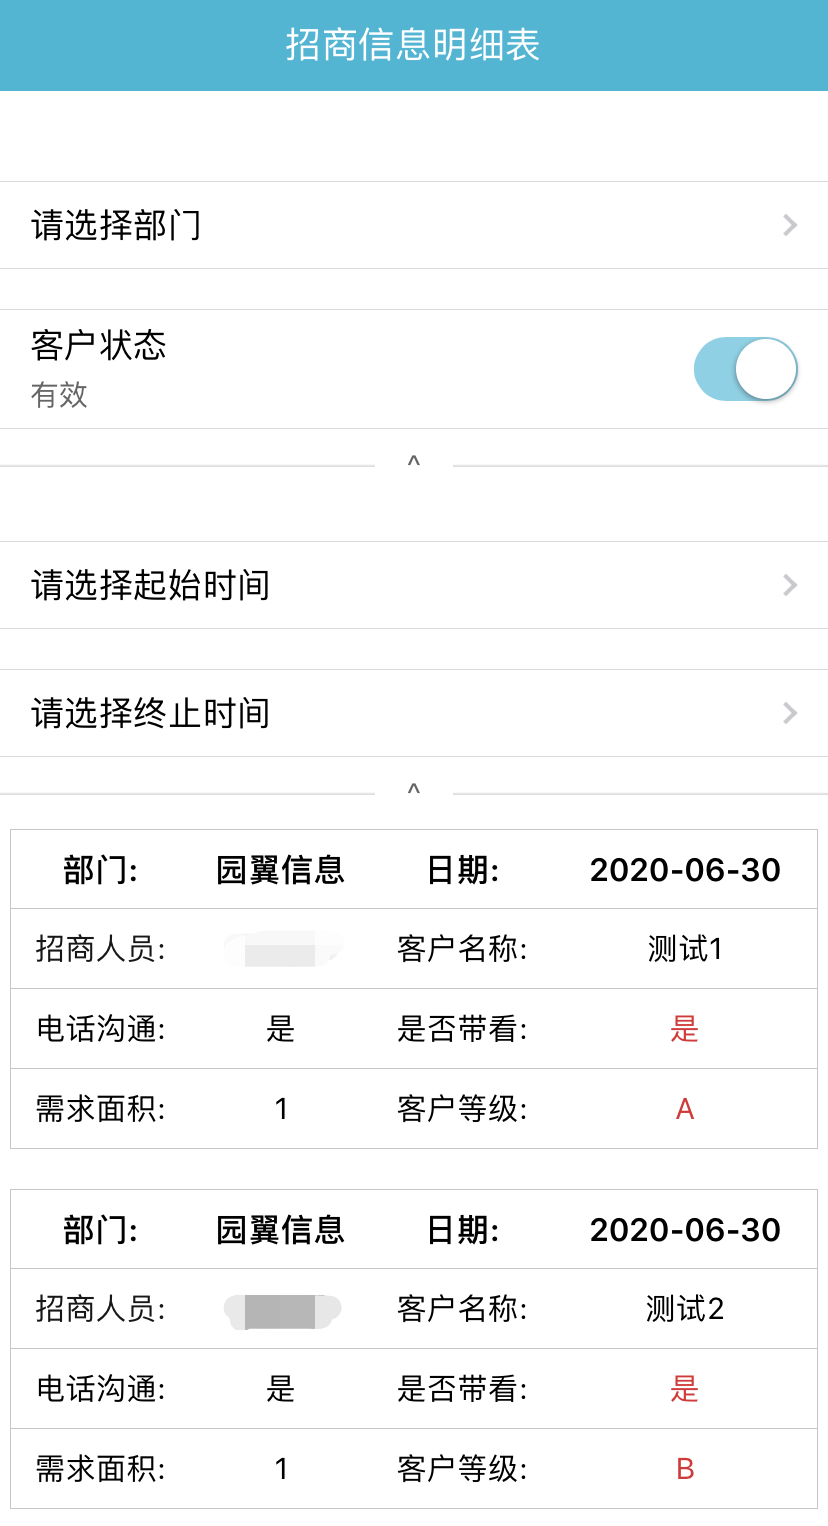 招商信息明细表
请选择部门
客户状态
有效
^
请选择起始时间
请选择终止时间
^
部门: 园翼信息 日期: 2020-06-30
招商人员: 客户名称: 测试1
电话沟通: 是 是否带看: 是
需求面积: 1 客户等级: A
部门: 园翼信息 日期: 2020-06-30
招商人员: 客户名称: 测试2
电话沟通: 是 是否带看: 是
需求面积: 1 客户等级: B